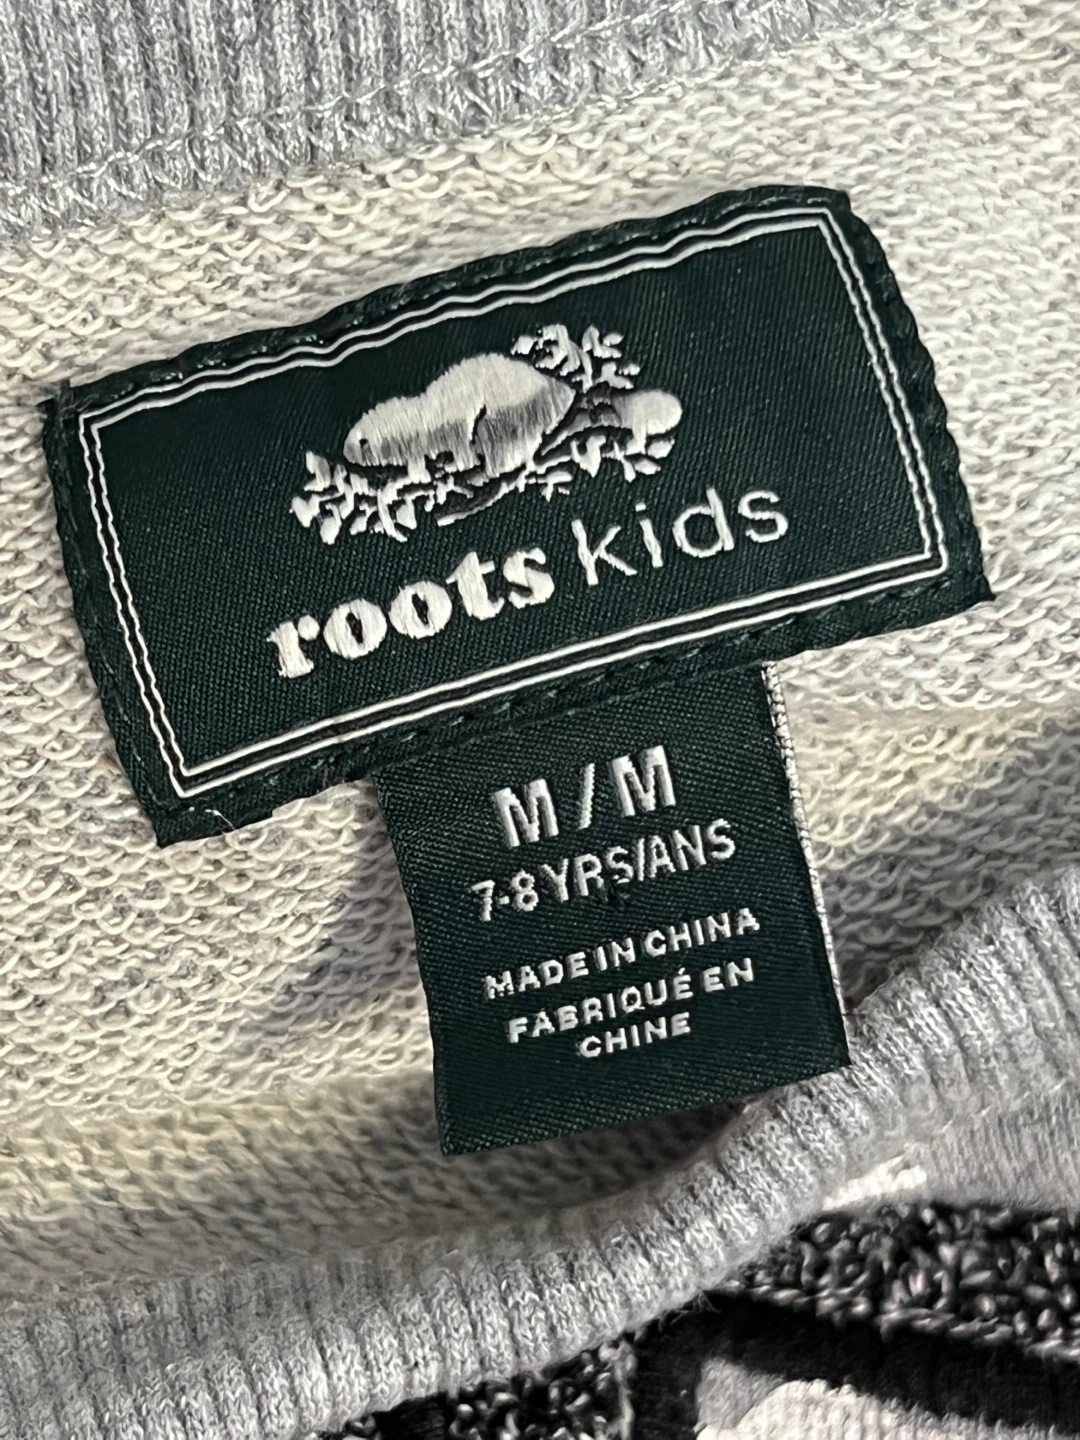 roots kids
M / M
7-8 YRS/ANS
MADE IN CHINA
FABRIQUÉ EN
CHINE